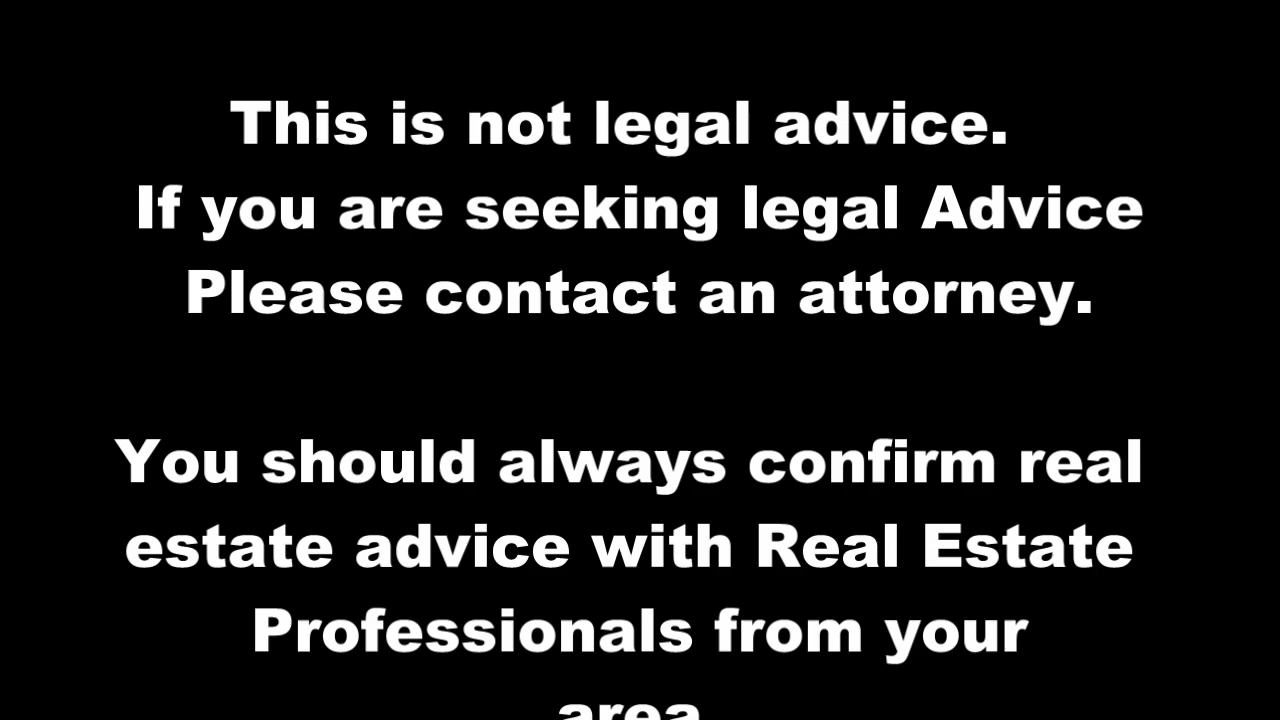 This is not legal advice.
If you are seeking legal Advice
Please contact an attorney.
You should always confirm real
estate advice with Real Estate
Professionals from your
area